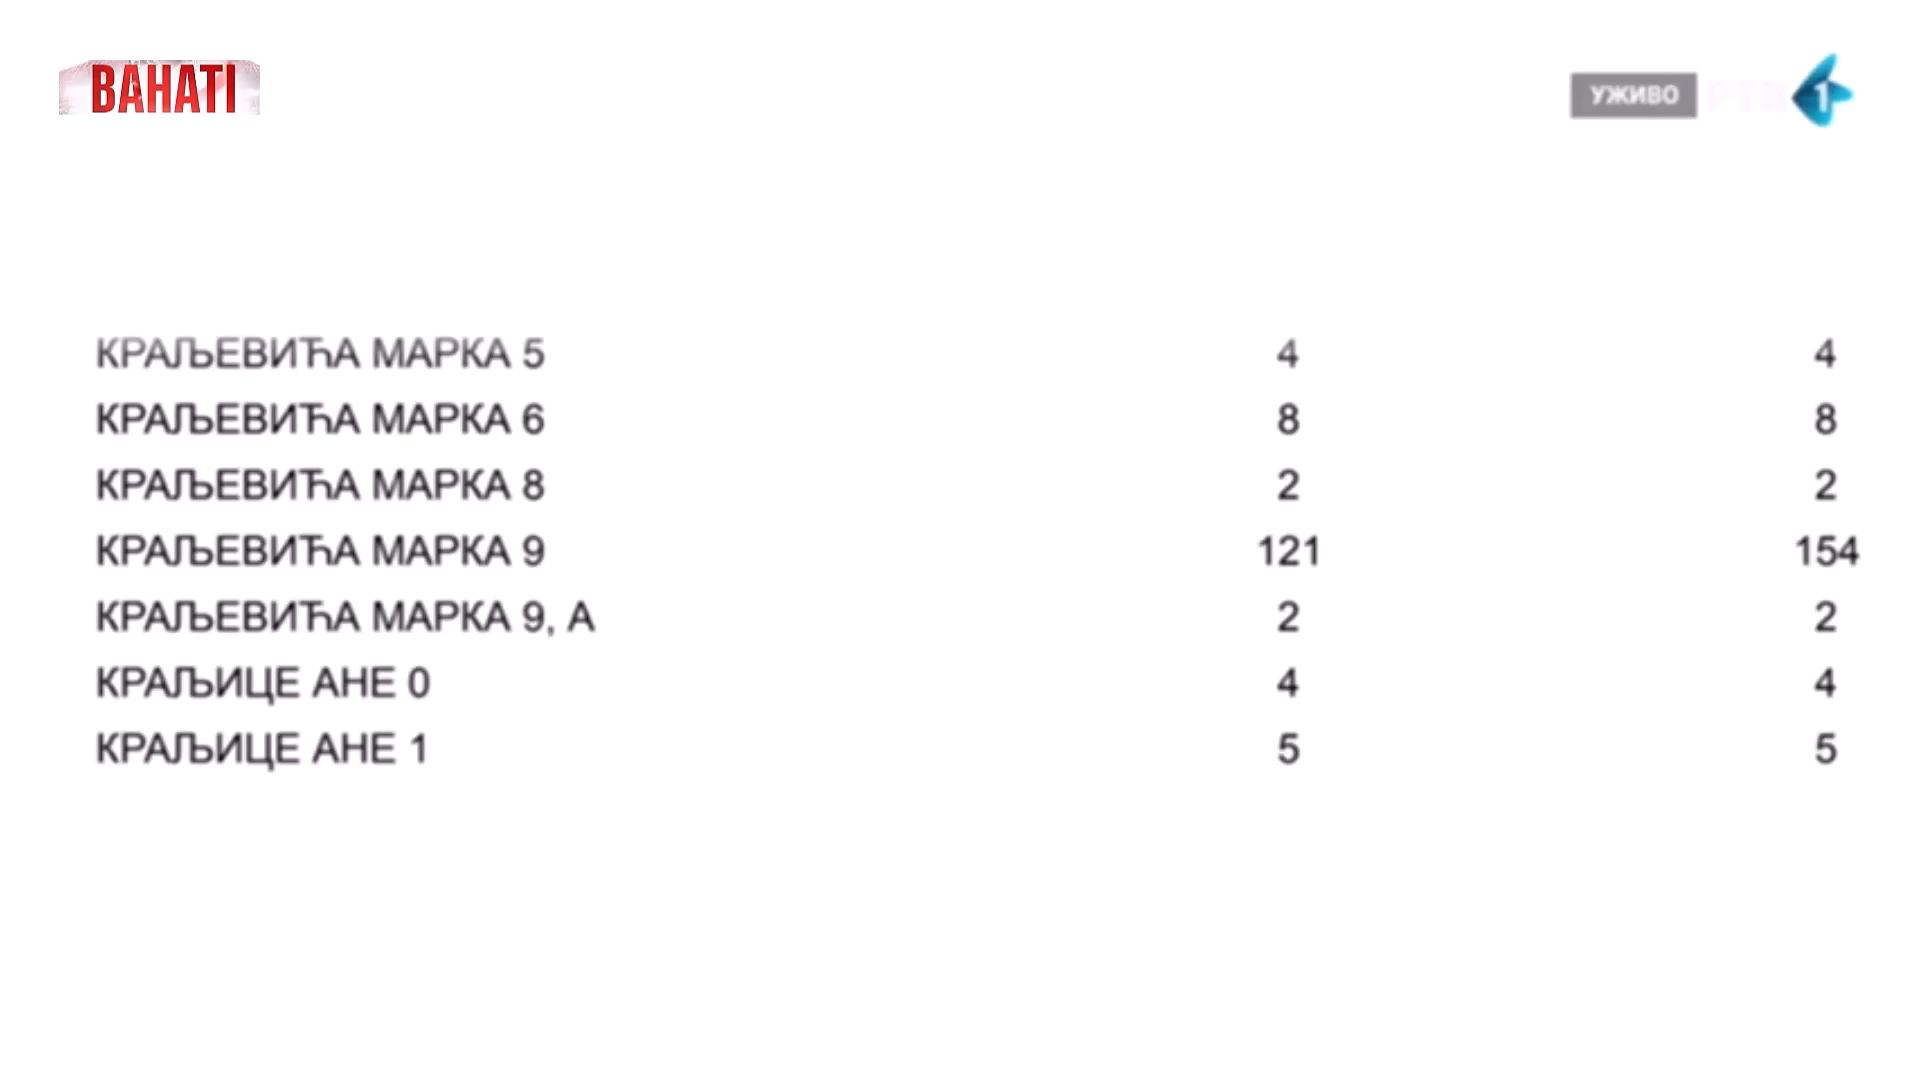 BAHATI
УЖИВО
1
КРАЉЕВИЋА МАРКА 5 4 4
КРАЉЕВИЋА МАРКА 6 8 8
КРАЉЕВИЋА МАРКА 8 2 2
КРАЉЕВИЋА МАРКА 9 121 154
КРАЉЕВИЋА МАРКА 9, А 2 2
КРАЉИЦЕ АНЕ 0 4 4
КРАЉИЦЕ АНЕ 1 5 5